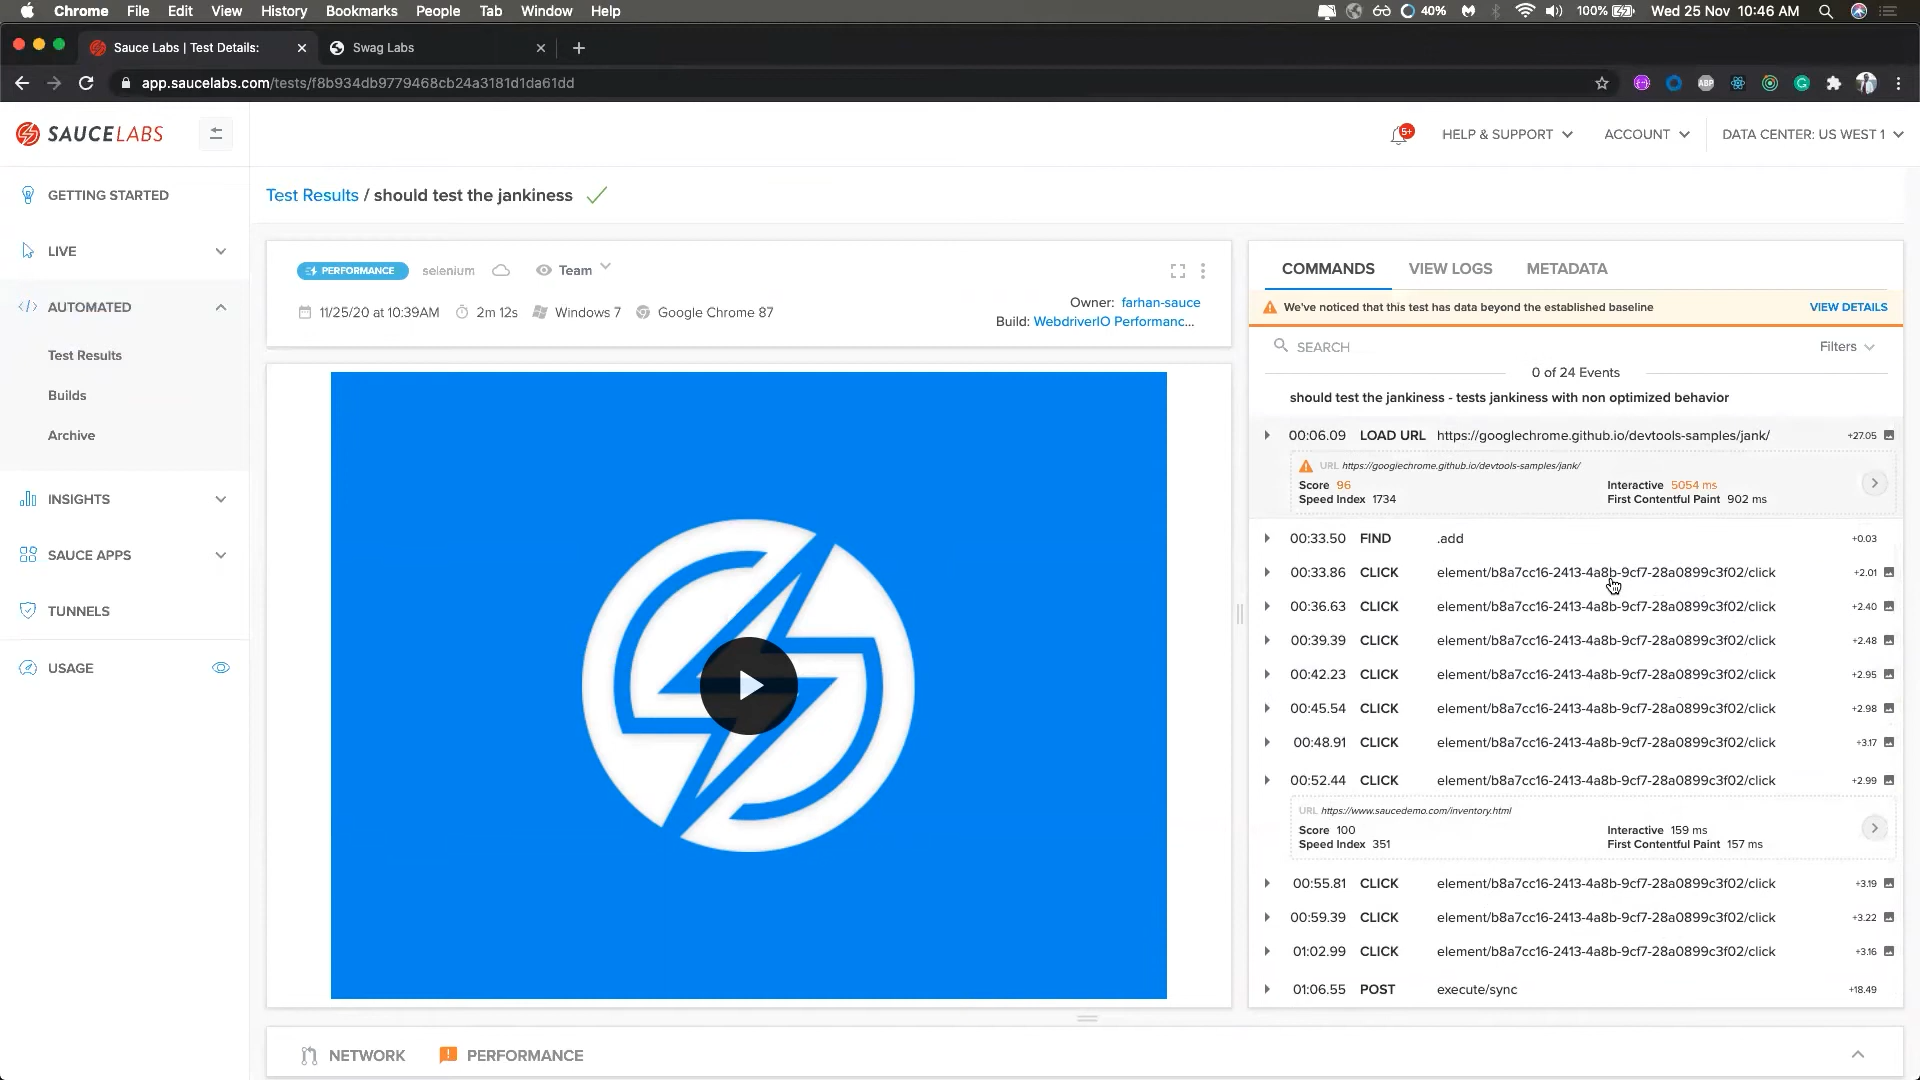 Chrome File Edit View History Bookmarks People Tab Window Help 40% 100% Wed 25 Nov 10:46 AM
Sauce Labs | Test Details: Swag Labs
app.saucelabs.com/tests/f8b934db9779468cb24a3181d1da61dd ABP
SAUCELABS 5+ HELP & SUPPORT ACCOUNT DATA CENTER: US WEST 1
GETTING STARTED
LIVE
AUTOMATED
Test Results
Builds
Archive
INSIGHTS
SAUCE APPS
TUNNELS
USAGE
Test Results / should test the jankiness
PERFORMANCE selenium Team
11/25/20 at 10:39AM 2m 12s Windows 7 Google Chrome 87
Owner: farhan-sauce
Build: WebdriverIO Performanc...
COMMANDS VIEW LOGS METADATA
We've noticed that this test has data beyond the established baseline VIEW DETAILS
SEARCH Filters
0 of 24 Events
should test the jankiness - tests jankiness with non optimized behavior
00:06.09 LOAD URL https://googlechrome.github.io/devtools-samples/jank/ +27.05
URL https://googlechrome.github.io/devtools-samples/jank/
Score 96 Interactive 5054 ms
Speed Index 1734 First Contentful Paint 902 ms
00:33.50 FIND .add +0.03
00:33.86 CLICK element/b8a7cc16-2413-4a8b-9cf7-28a0899c3f02/click +2.01
00:36.63 CLICK element/b8a7cc16-2413-4a8b-9cf7-28a0899c3f02/click +2.40
00:39.39 CLICK element/b8a7cc16-2413-4a8b-9cf7-28a0899c3f02/click +2.48
00:42.23 CLICK element/b8a7cc16-2413-4a8b-9cf7-28a0899c3f02/click +2.95
00:45.54 CLICK element/b8a7cc16-2413-4a8b-9cf7-28a0899c3f02/click +2.98
00:48.91 CLICK element/b8a7cc16-2413-4a8b-9cf7-28a0899c3f02/click +3.17
00:52.44 CLICK element/b8a7cc16-2413-4a8b-9cf7-28a0899c3f02/click +2.99
URL https://www.saucedemo.com/inventory.html
Score 100 Interactive 159 ms
Speed Index 351 First Contentful Paint 157 ms
00:55.81 CLICK element/b8a7cc16-2413-4a8b-9cf7-28a0899c3f02/click +3.19
00:59.39 CLICK element/b8a7cc16-2413-4a8b-9cf7-28a0899c3f02/click +3.22
01:02.99 CLICK element/b8a7cc16-2413-4a8b-9cf7-28a0899c3f02/click +3.16
01:06.55 POST execute/sync +18.49
NETWORK PERFORMANCE